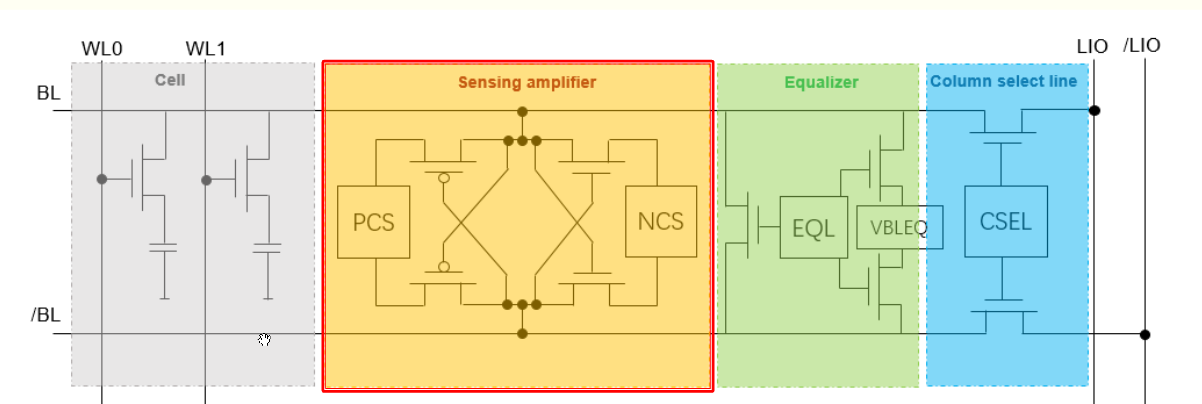 WL0 WL1 LIO /LIO
Cell Sensing amplifier Equalizer Column select line
BL
PCS NCS EQL VBLEQ CSEL
/BL